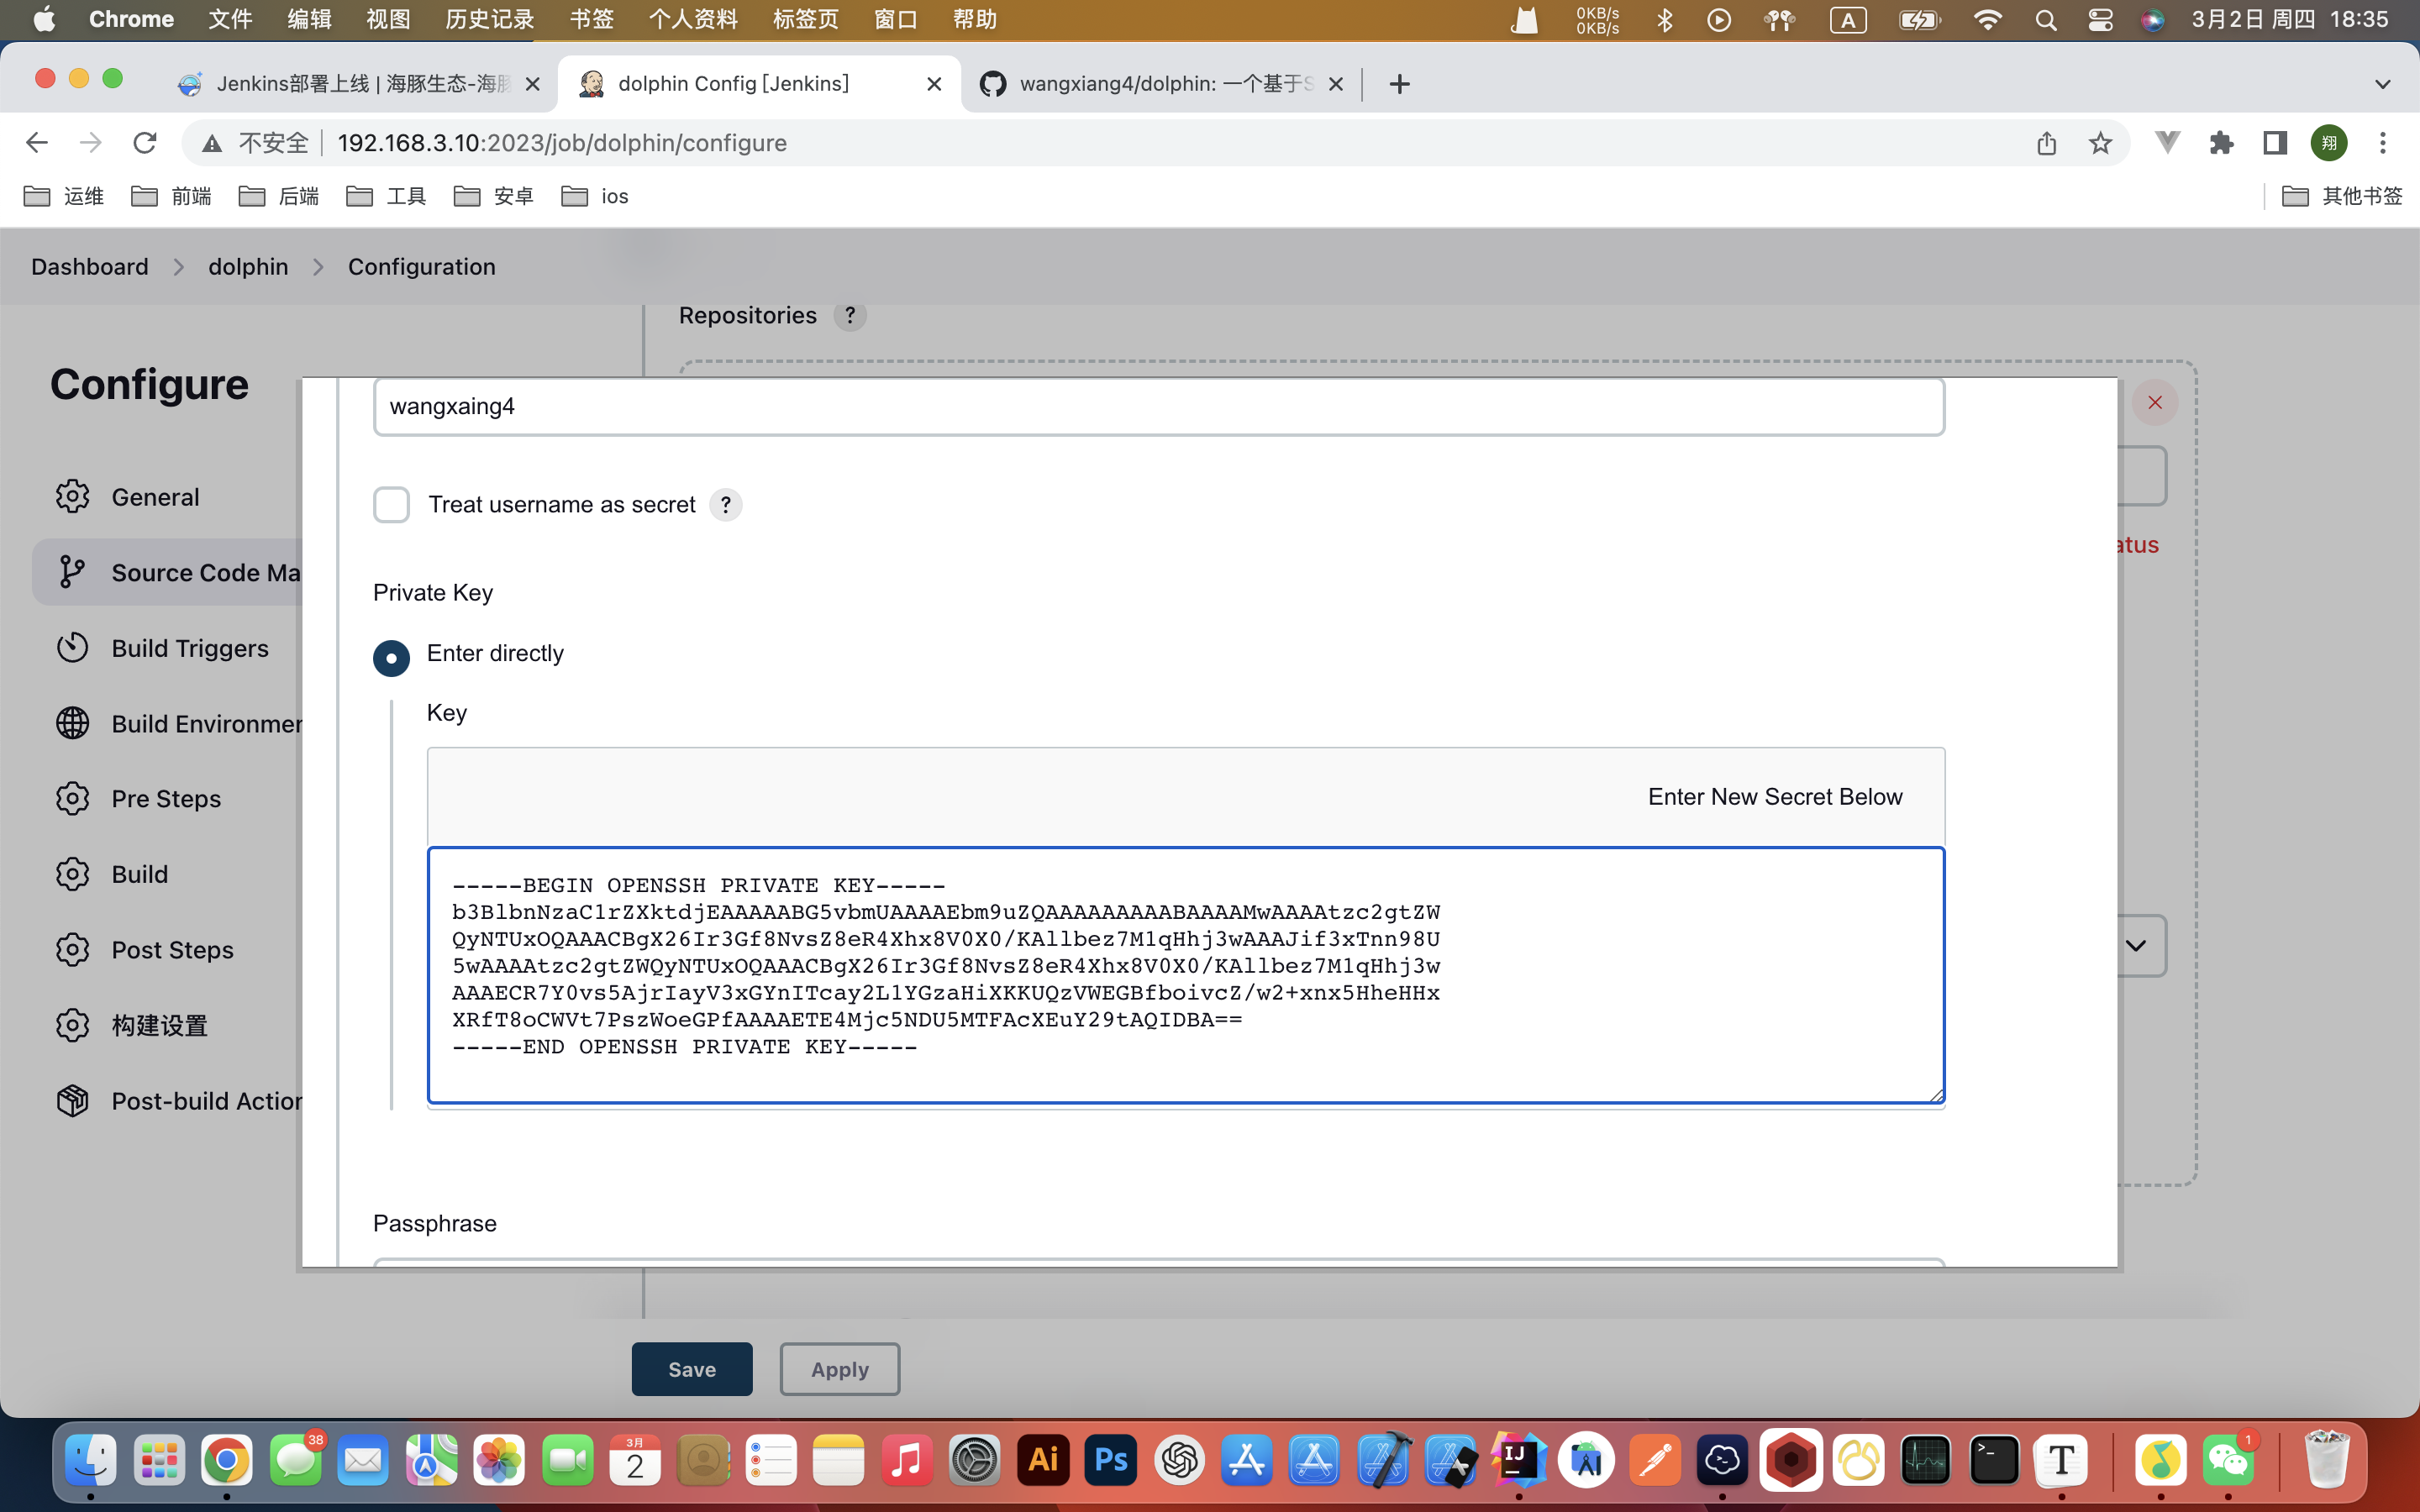 Chrome 文件 编辑 视图 历史记录 书签 个人资料 标签页 窗口 帮助 0KB/s 0KB/s A 3月2日 周四 18:35
Jenkins部署上线 | 海豚生态-海豚 dolphin Config [Jenkins] wangxiang4/dolphin: 一个基于S
不安全 192.168.3.10:2023/job/dolphin/configure 翔
运维 前端 后端 工具 安卓 ios 其他书签
Dashboard dolphin Configuration
Repositories ?
Configure
wangxaing4
General
Treat username as secret ?
atus
Source Code Ma
Private Key
Build Triggers
Enter directly
Key
Build Environmen
Enter New Secret Below
Pre Steps
Build
-----BEGIN OPENSSH PRIVATE KEY-----
b3BlbnNzaC1rZXktdjEAAAAABG5vbmUAAAAEbm9uZQAAAAAAAAABAAAAMwAAAAtzc2gtZW
QyNTUxOQAAACBgX26Ir3Gf8NvsZ8eR4Xhx8V0X0/KAllbez7M1qHhj3wAAAJif3xTnn98U
5wAAAAtzc2gtZWQyNTUxOQAAACBgX26Ir3Gf8NvsZ8eR4Xhx8V0X0/KAllbez7M1qHhj3w
AAAECR7Y0vs5AjrIayV3xGYnITcay2L1YGzaHiXKKUQzVWEGBfboivcZ/w2+xnx5HheHHx
XRfT8oCWVt7PszWoeGPfAAAAETE4Mjc5NDU5MTFAcXEuY29tAQIDBA==
-----END OPENSSH PRIVATE KEY-----
Post Steps
构建设置
Post-build Action
Passphrase
Save Apply
38 3月 2 Ai Ps IJ T 1